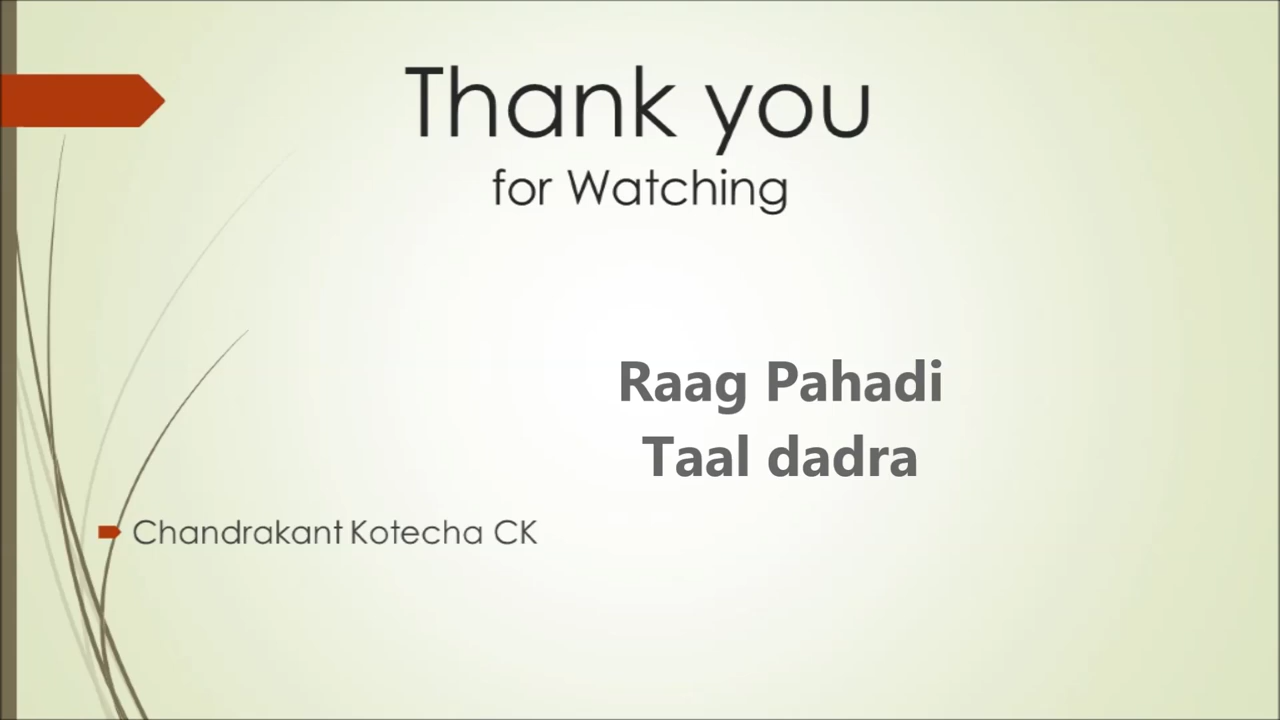 Thank you
for Watching
Raag Pahadi
Taal dadra
Chandrakant Kotecha CK